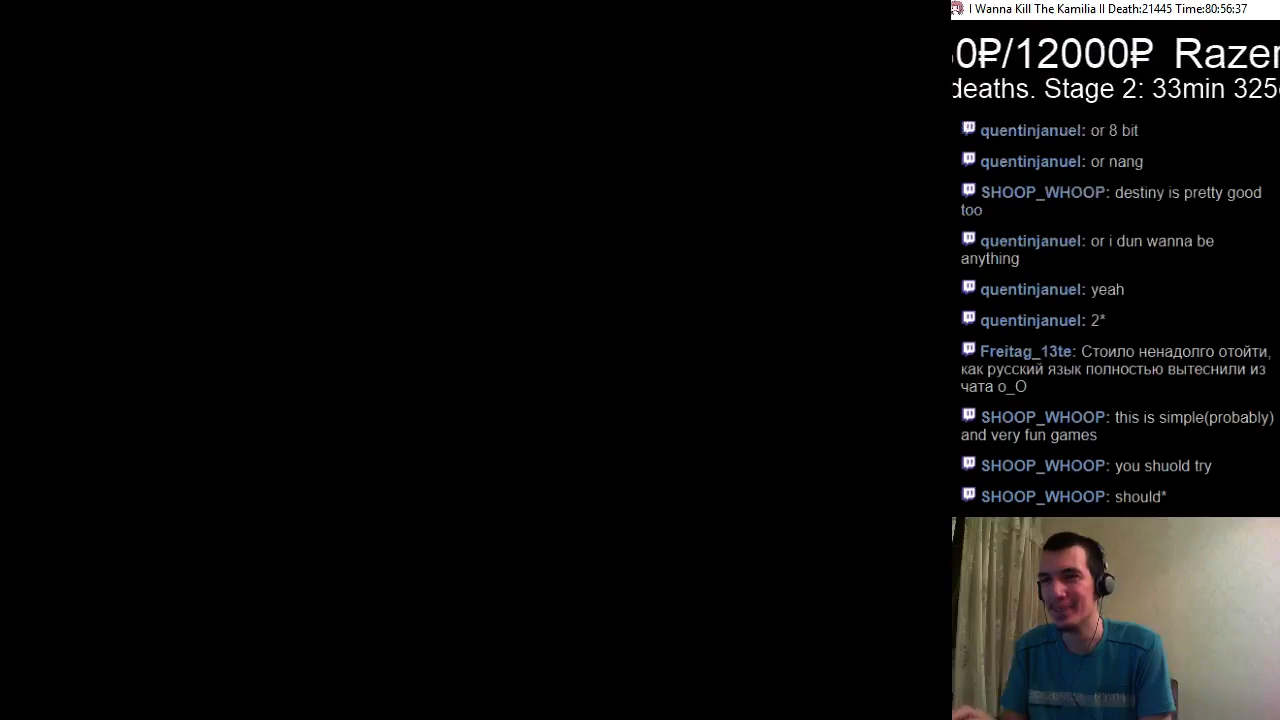 I Wanna Kill The Kamilia II Death:21445 Time:80:56:37
0₽/12000₽ Razer
deaths. Stage 2: 33min 325
quentinjanuel: or 8 bit
quentinjanuel: or nang
SHOOP_WHOOP: destiny is pretty good
too
quentinjanuel: or i dun wanna be
anything
quentinjanuel: yeah
quentinjanuel: 2*
Freitag_13te: Стоило ненадолго отойти,
как русский язык полностью вытеснили из
чата o_O
SHOOP_WHOOP: this is simple(probably)
and very fun games
SHOOP_WHOOP: you shuold try
SHOOP_WHOOP: should*